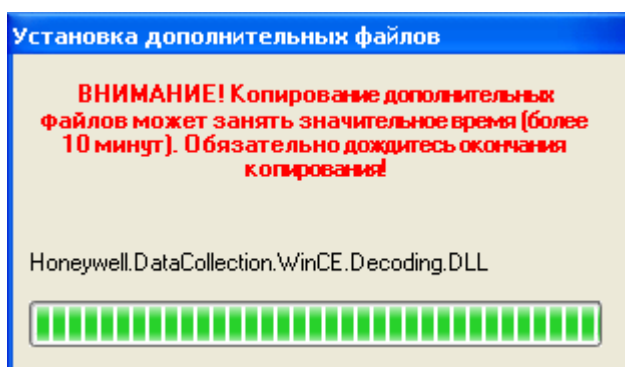 Установка дополнительных файлов
ВНИМАНИЕ! Копирование дополнительных
файлов может занять значительное время (более
10 минут). Обязательно дождитесь окончания
копирования!
Honeywell.DataCollection.WinCE.Decoding.DLL